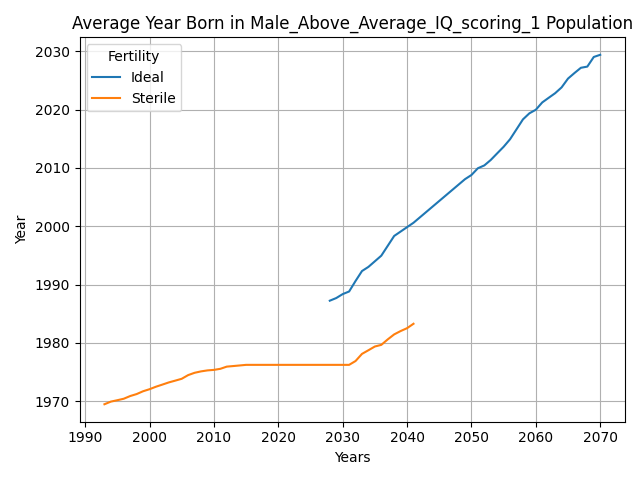 Average Year Born in Male_Above_Average_IQ_scoring_1 Population
Fertility
Ideal
Sterile
Year
2030
2020
2010
2000
1990
1980
1970
1990 2000 2010 2020 2030 2040 2050 2060 2070
Years